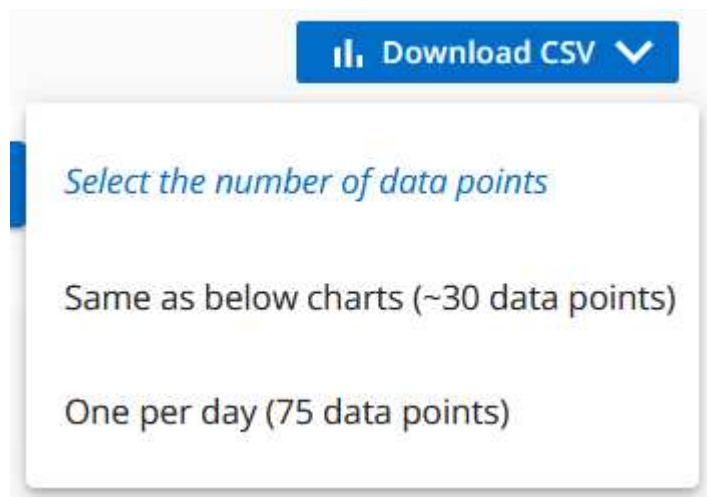 Download CSV
Select the number of data points
Same as below charts (~30 data points)
One per day (75 data points)